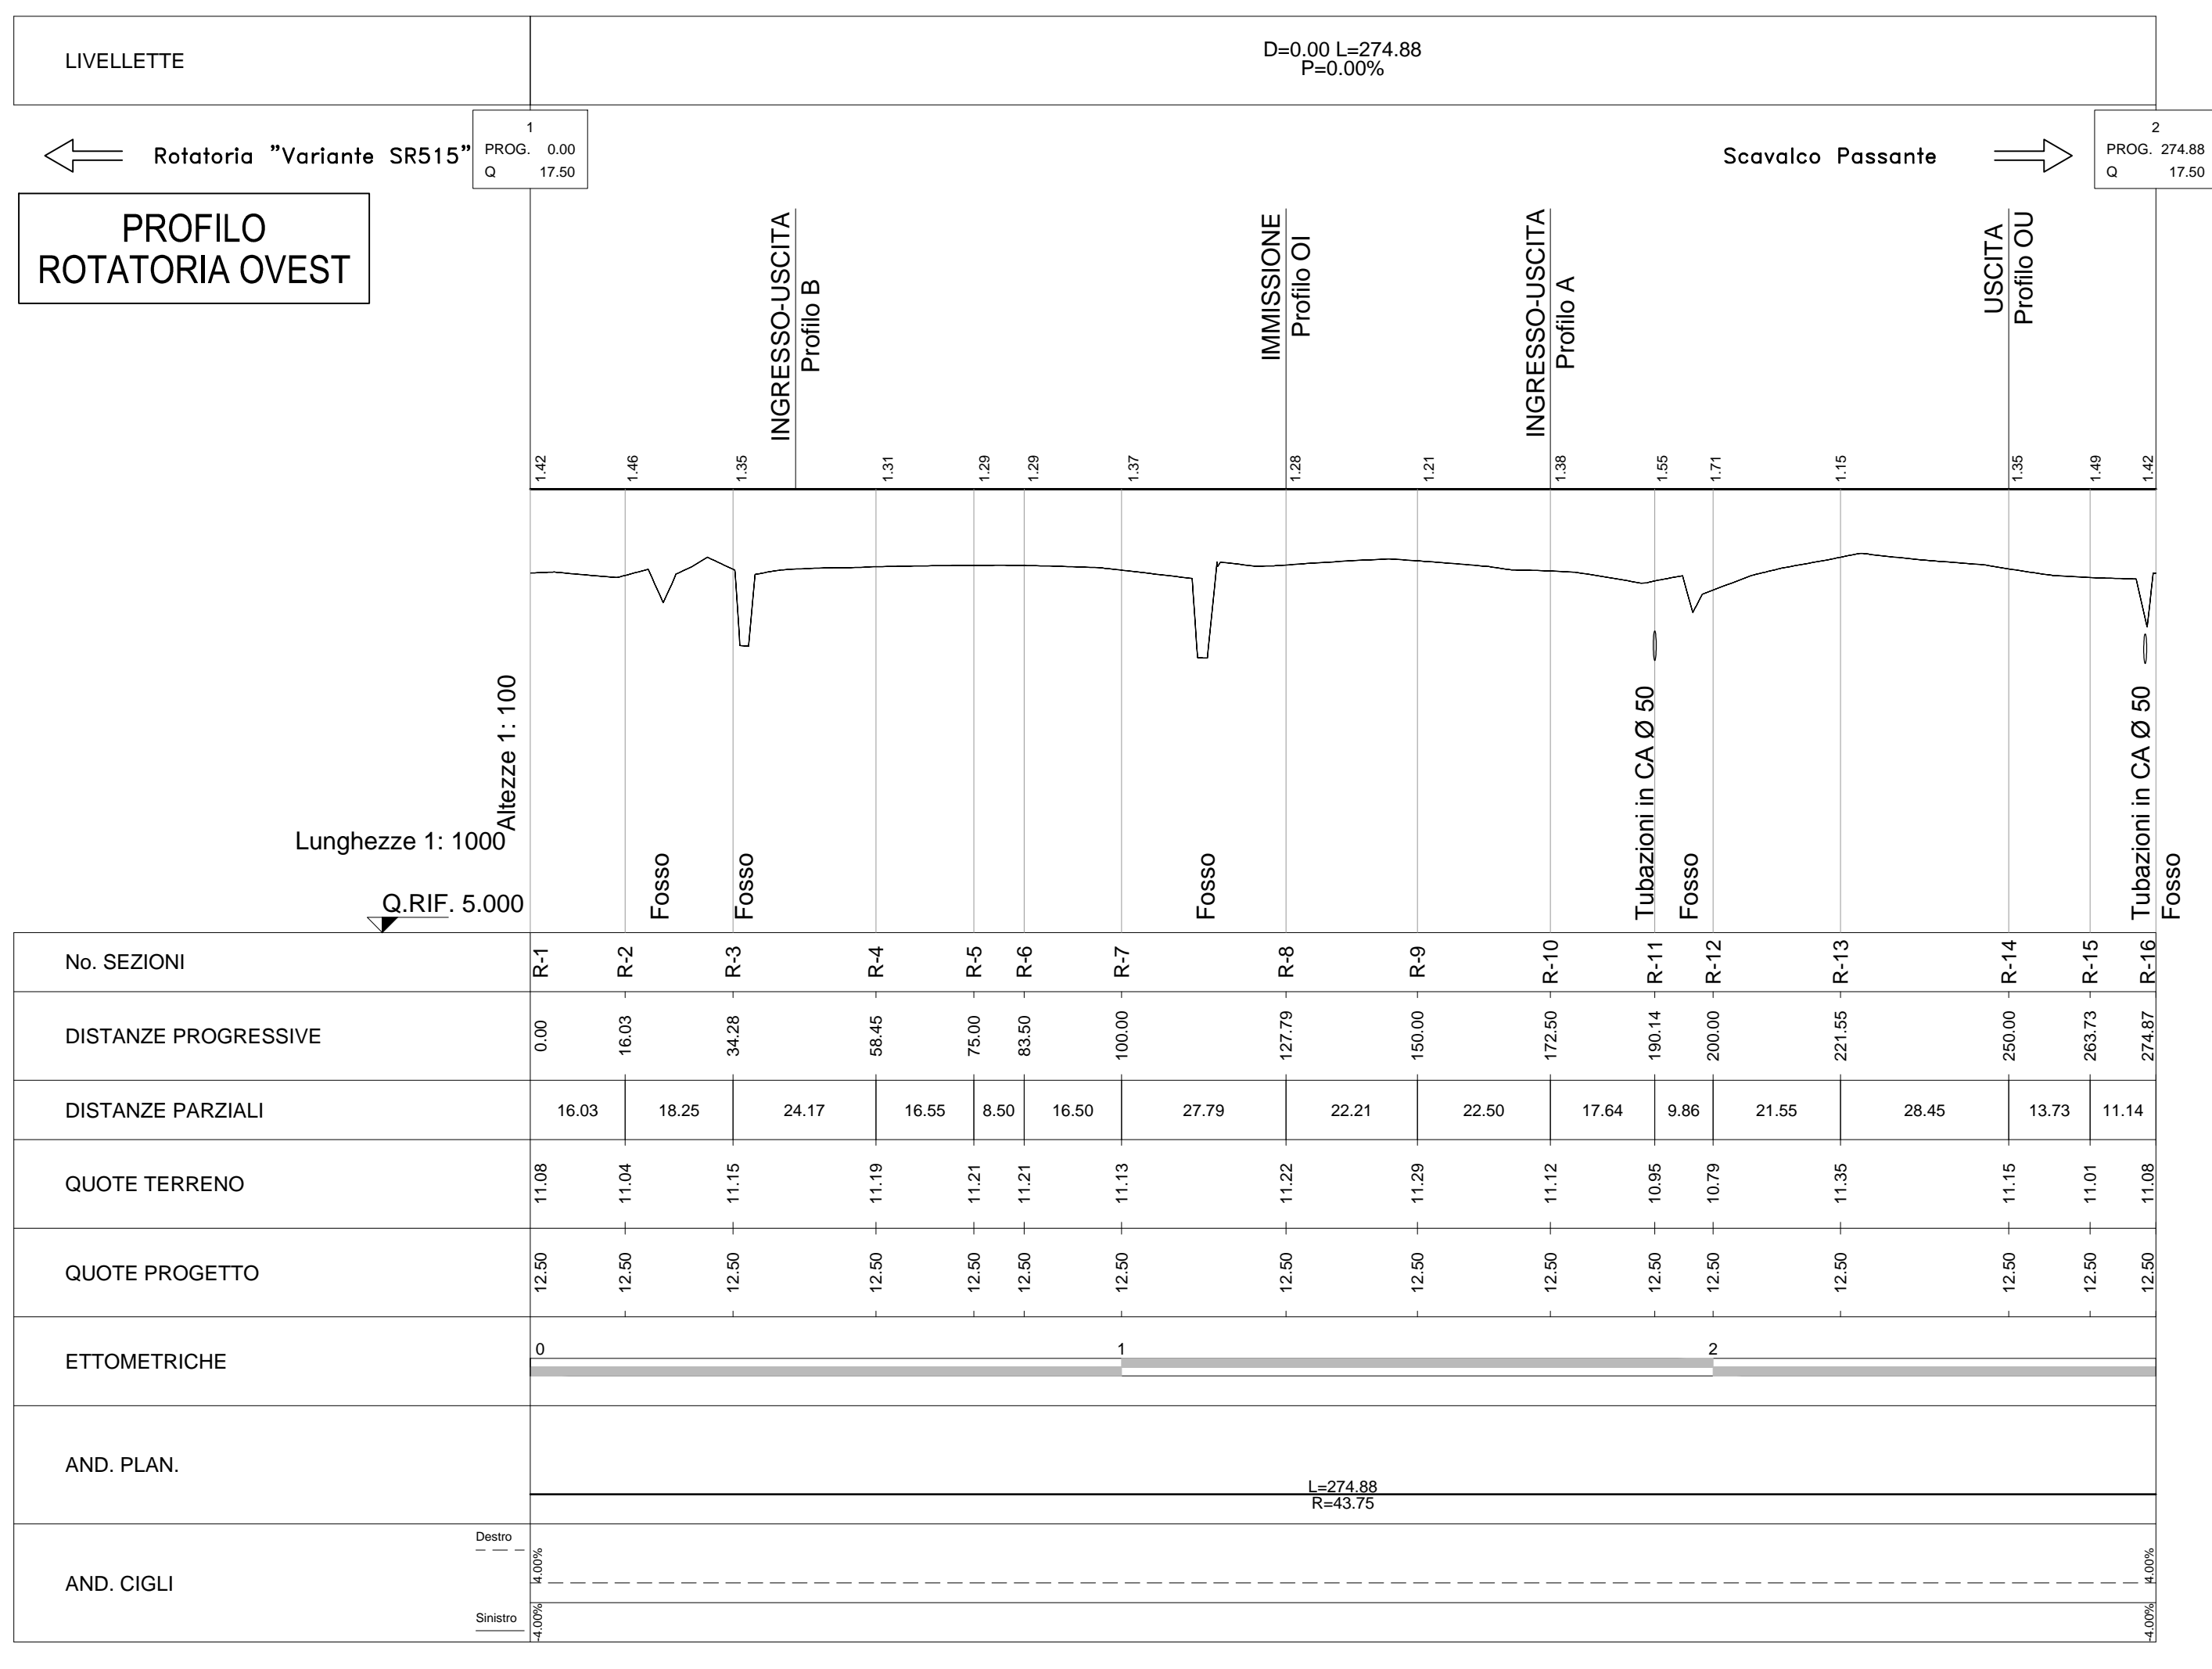 LIVELLETTE
D=0.00 L=274.88
P=0.00%
1
PROG. 0.00
Q 17.50
2
PROG. 274.88
Q 17.50
Rotatoria "Variante SR515"
Scavalco Passante
PROFILO
ROTATORIA OVEST
INGRESSO-USCITA
Profilo B
IMMISSIONE
Profilo OI
INGRESSO-USCITA
Profilo A
USCITA
Profilo OU
1.42 1.46 1.35 1.31 1.29 1.29 1.37 1.28 1.21 1.38 1.55 1.71 1.15 1.35 1.49 1.42
Altezze 1: 100
Lunghezze 1: 1000
Q.RIF. 5.000
Fosso
Fosso
Fosso
Tubazioni in CA Ø 50
Fosso
Tubazioni in CA Ø 50
Fosso
No. SEZIONI R-1 R-2 R-3 R-4 R-5 R-6 R-7 R-8 R-9 R-10 R-11 R-12 R-13 R-14 R-15 R-16
DISTANZE PROGRESSIVE 0.00 16.03 34.28 58.45 75.00 83.50 100.00 127.79 150.00 172.50 190.14 200.00 221.55 250.00 263.73 274.87
DISTANZE PARZIALI 16.03 18.25 24.17 16.55 8.50 16.50 27.79 22.21 22.50 17.64 9.86 21.55 28.45 13.73 11.14
QUOTE TERRENO 11.08 11.04 11.15 11.19 11.21 11.21 11.13 11.22 11.29 11.12 10.95 10.79 11.35 11.15 11.01 11.08
QUOTE PROGETTO 12.50 12.50 12.50 12.50 12.50 12.50 12.50 12.50 12.50 12.50 12.50 12.50 12.50 12.50 12.50 12.50
ETTOMETRICHE 0 1 2
AND. PLAN.
L=274.88
R=43.75
AND. CIGLI
Destro
4.00% 4.00%
Sinistro
-4.00% -4.00%